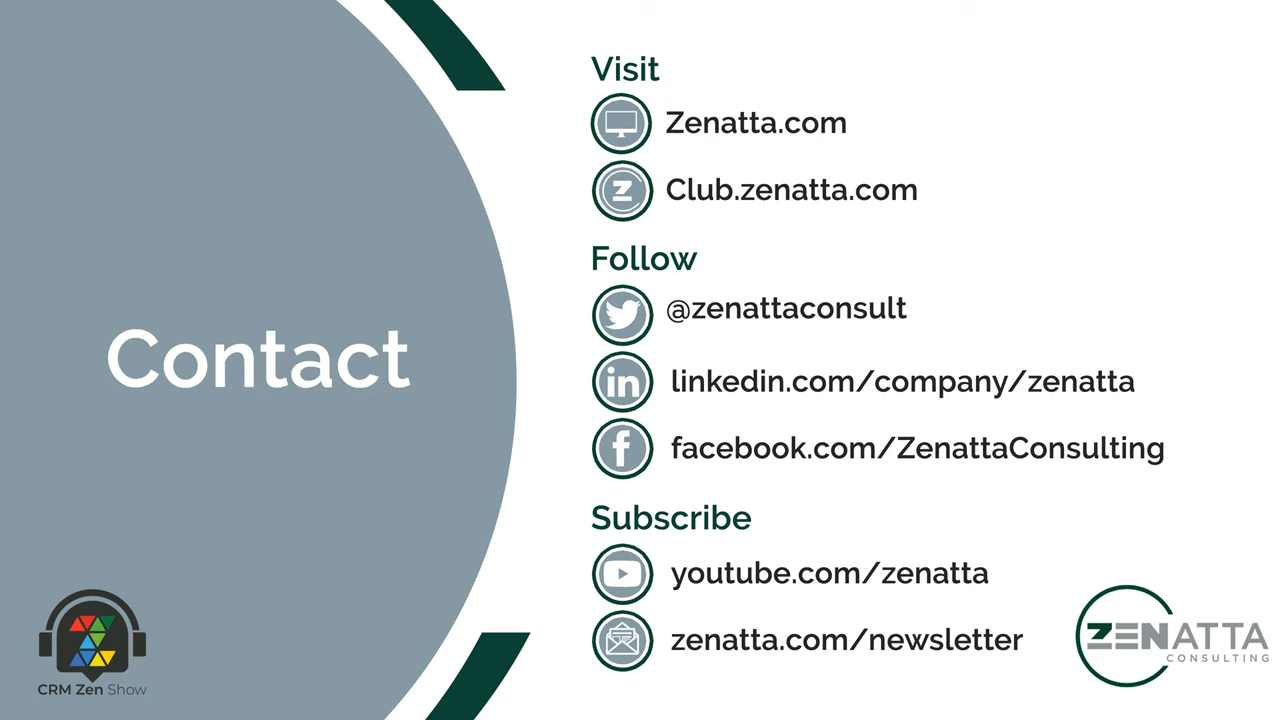 Contact
CRM Zen Show
Visit
Zenatta.com
Z
Club.zenatta.com
Follow
@zenattaconsult
in
linkedin.com/company/zenatta
f
facebook.com/ZenattaConsulting
Subscribe
youtube.com/zenatta
zenatta.com/newsletter
ZENATTA
CONSULTING